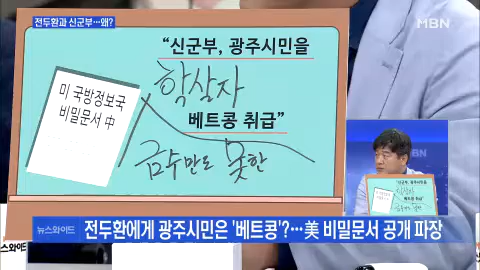 전두환과 신군부…왜?
MBN
"신군부, 광주시민을
학살자
베트콩 취급"
금수만도 못한
미 국방정보국
비밀문서 中
뉴스와이드
전두환에게 광주시민은 '베트콩'?…美 비밀문서 공개 파장